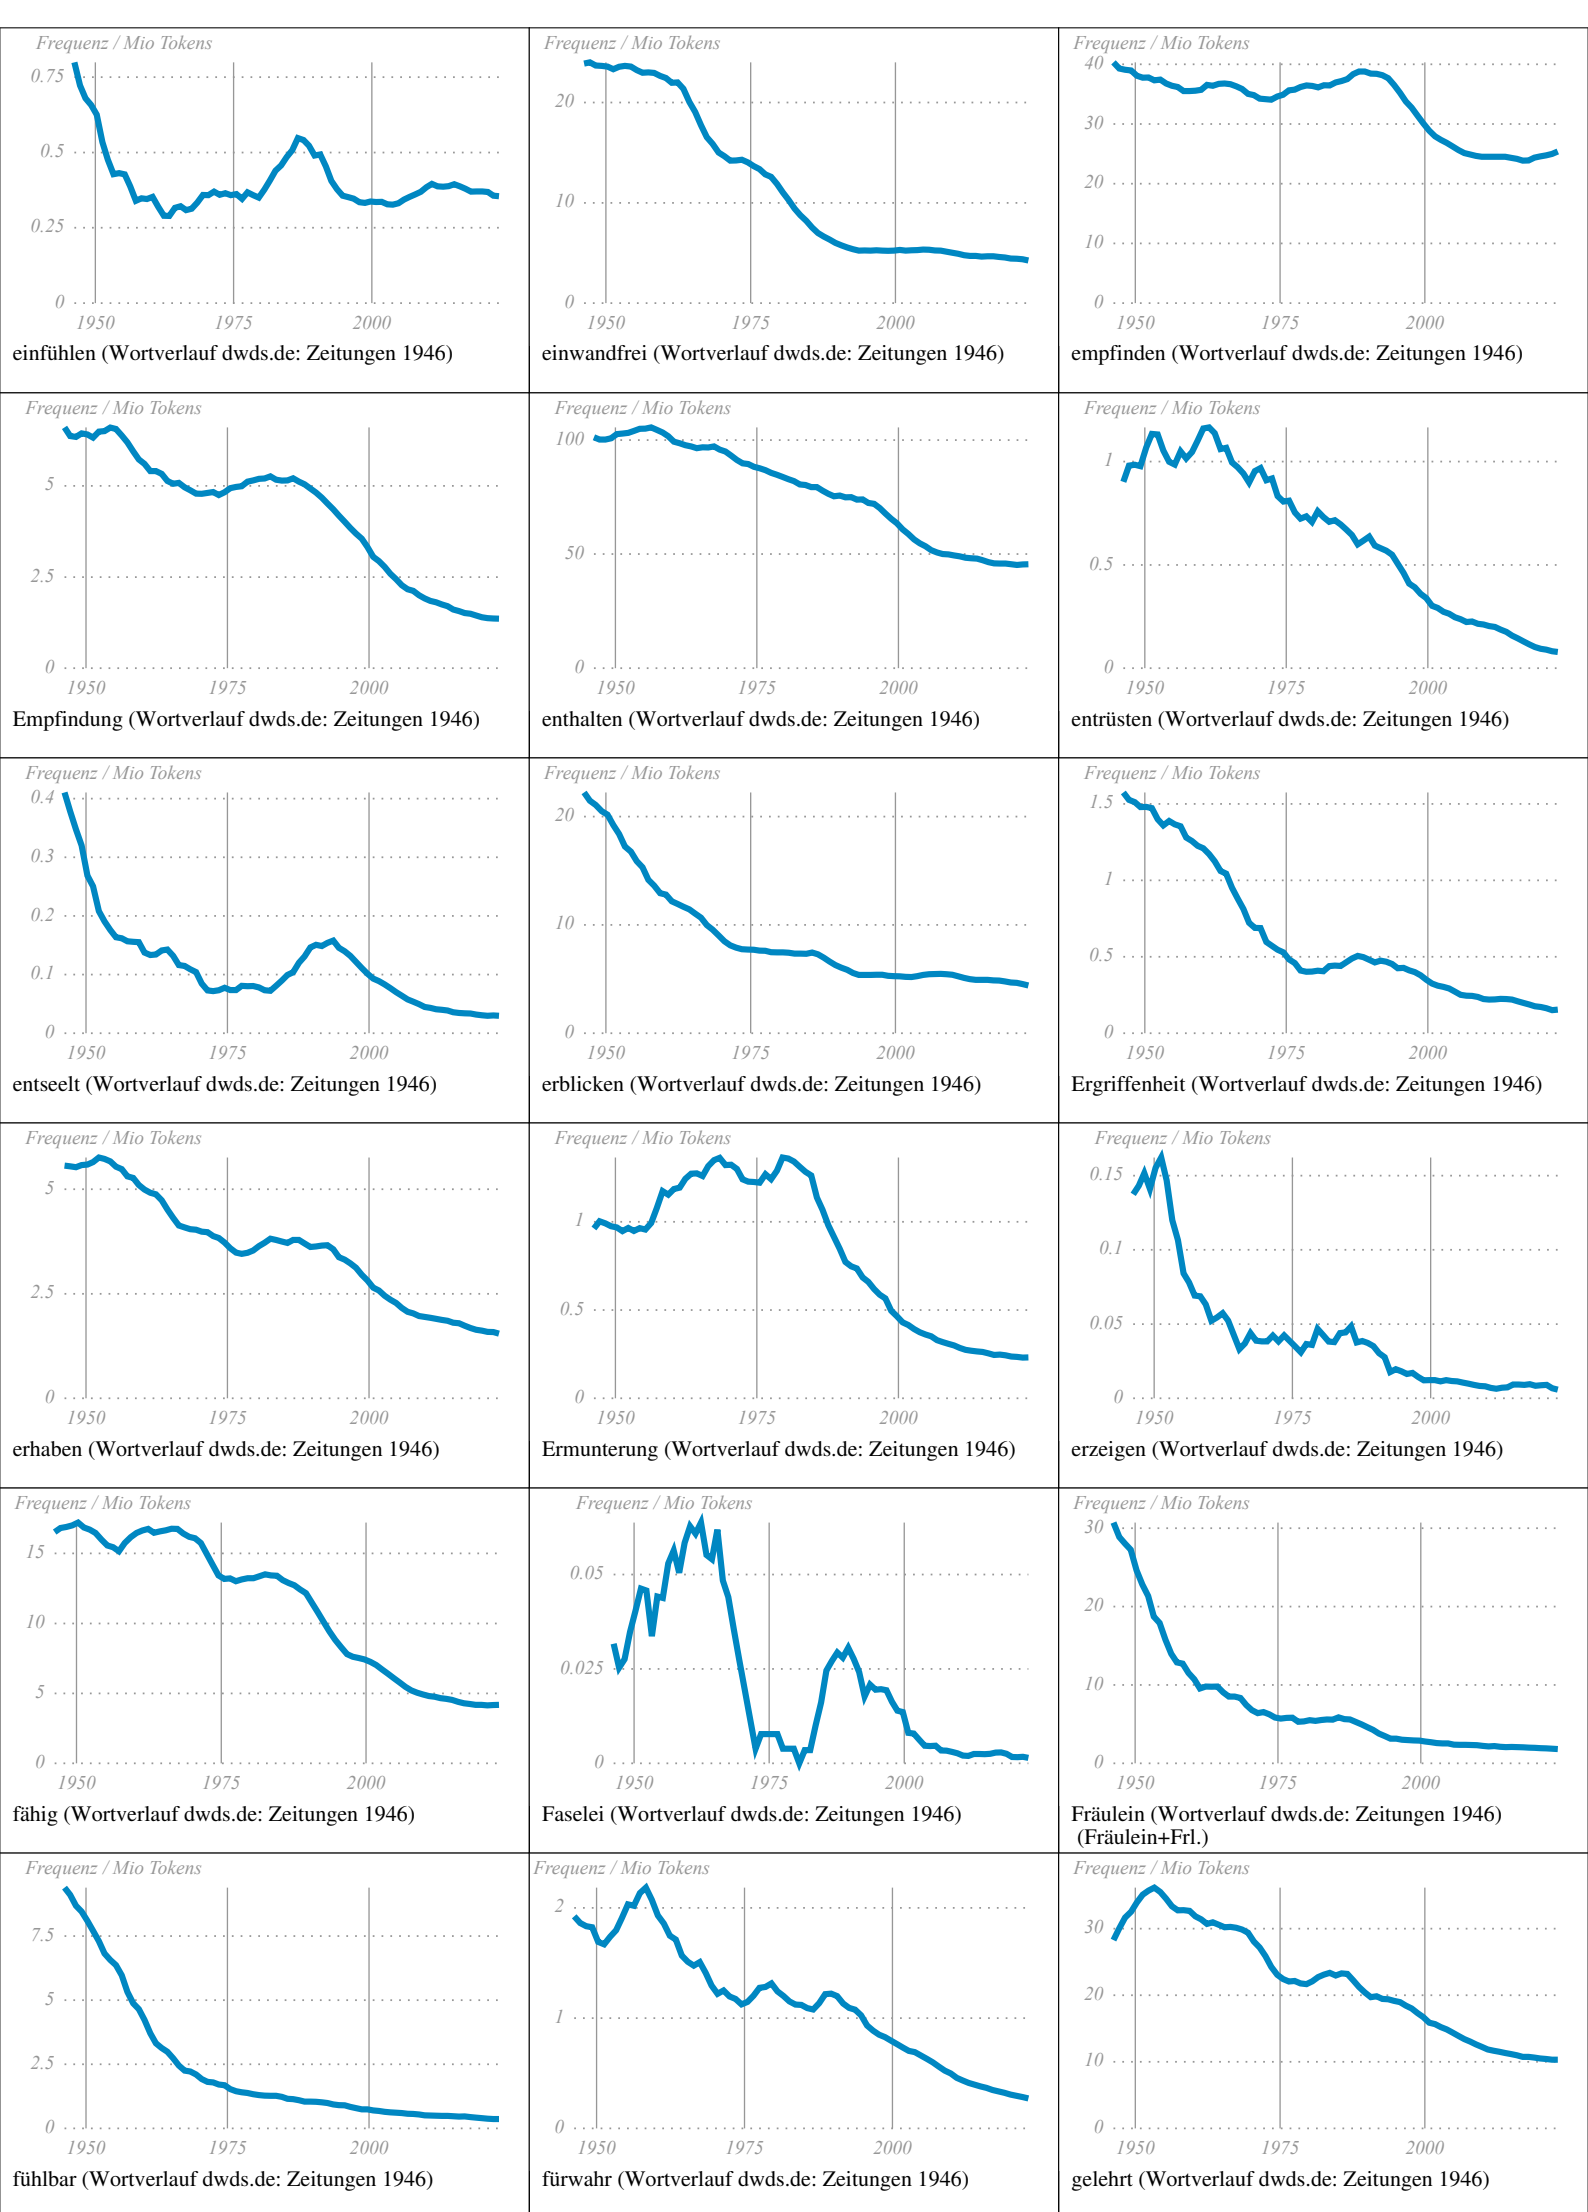 Frequenz / Mio Tokens
0.75
0.5
0.25
0
1950 1975 2000
einfühlen (Wortverlauf dwds.de: Zeitungen 1946)
Frequenz / Mio Tokens
20
10
0
1950 1975 2000
einwandfrei (Wortverlauf dwds.de: Zeitungen 1946)
Frequenz / Mio Tokens
40
30
20
10
0
1950 1975 2000
empfinden (Wortverlauf dwds.de: Zeitungen 1946)
Frequenz / Mio Tokens
5
2.5
0
1950 1975 2000
Empfindung (Wortverlauf dwds.de: Zeitungen 1946)
Frequenz / Mio Tokens
100
50
0
1950 1975 2000
enthalten (Wortverlauf dwds.de: Zeitungen 1946)
Frequenz / Mio Tokens
1
0.5
0
1950 1975 2000
entrüsten (Wortverlauf dwds.de: Zeitungen 1946)
Frequenz / Mio Tokens
0.4
0.3
0.2
0.1
0
1950 1975 2000
entseelt (Wortverlauf dwds.de: Zeitungen 1946)
Frequenz / Mio Tokens
20
10
0
1950 1975 2000
erblicken (Wortverlauf dwds.de: Zeitungen 1946)
Frequenz / Mio Tokens
1.5
1
0.5
0
1950 1975 2000
Ergriffenheit (Wortverlauf dwds.de: Zeitungen 1946)
Frequenz / Mio Tokens
5
2.5
0
1950 1975 2000
erhaben (Wortverlauf dwds.de: Zeitungen 1946)
Frequenz / Mio Tokens
1
0.5
0
1950 1975 2000
Ermunterung (Wortverlauf dwds.de: Zeitungen 1946)
Frequenz / Mio Tokens
0.15
0.1
0.05
0
1950 1975 2000
erzeigen (Wortverlauf dwds.de: Zeitungen 1946)
Frequenz / Mio Tokens
15
10
5
0
1950 1975 2000
fähig (Wortverlauf dwds.de: Zeitungen 1946)
Frequenz / Mio Tokens
0.05
0.025
0
1950 1975 2000
Faselei (Wortverlauf dwds.de: Zeitungen 1946)
Frequenz / Mio Tokens
30
20
10
0
1950 1975 2000
Fräulein (Wortverlauf dwds.de: Zeitungen 1946)
(Fräulein+Frl.)
Frequenz / Mio Tokens
7.5
5
2.5
0
1950 1975 2000
fühlbar (Wortverlauf dwds.de: Zeitungen 1946)
Frequenz / Mio Tokens
2
1
0
1950 1975 2000
fürwahr (Wortverlauf dwds.de: Zeitungen 1946)
Frequenz / Mio Tokens
30
20
10
0
1950 1975 2000
gelehrt (Wortverlauf dwds.de: Zeitungen 1946)